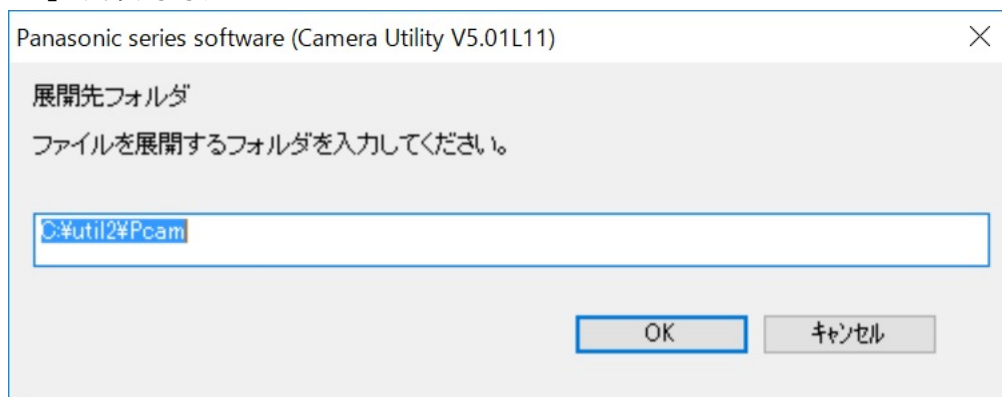 Panasonic series software (Camera Utility V5.01L11)
展開先フォルダ
ファイルを展開するフォルダを入力してください。
C:¥util2¥Pcam
OK
キャンセル